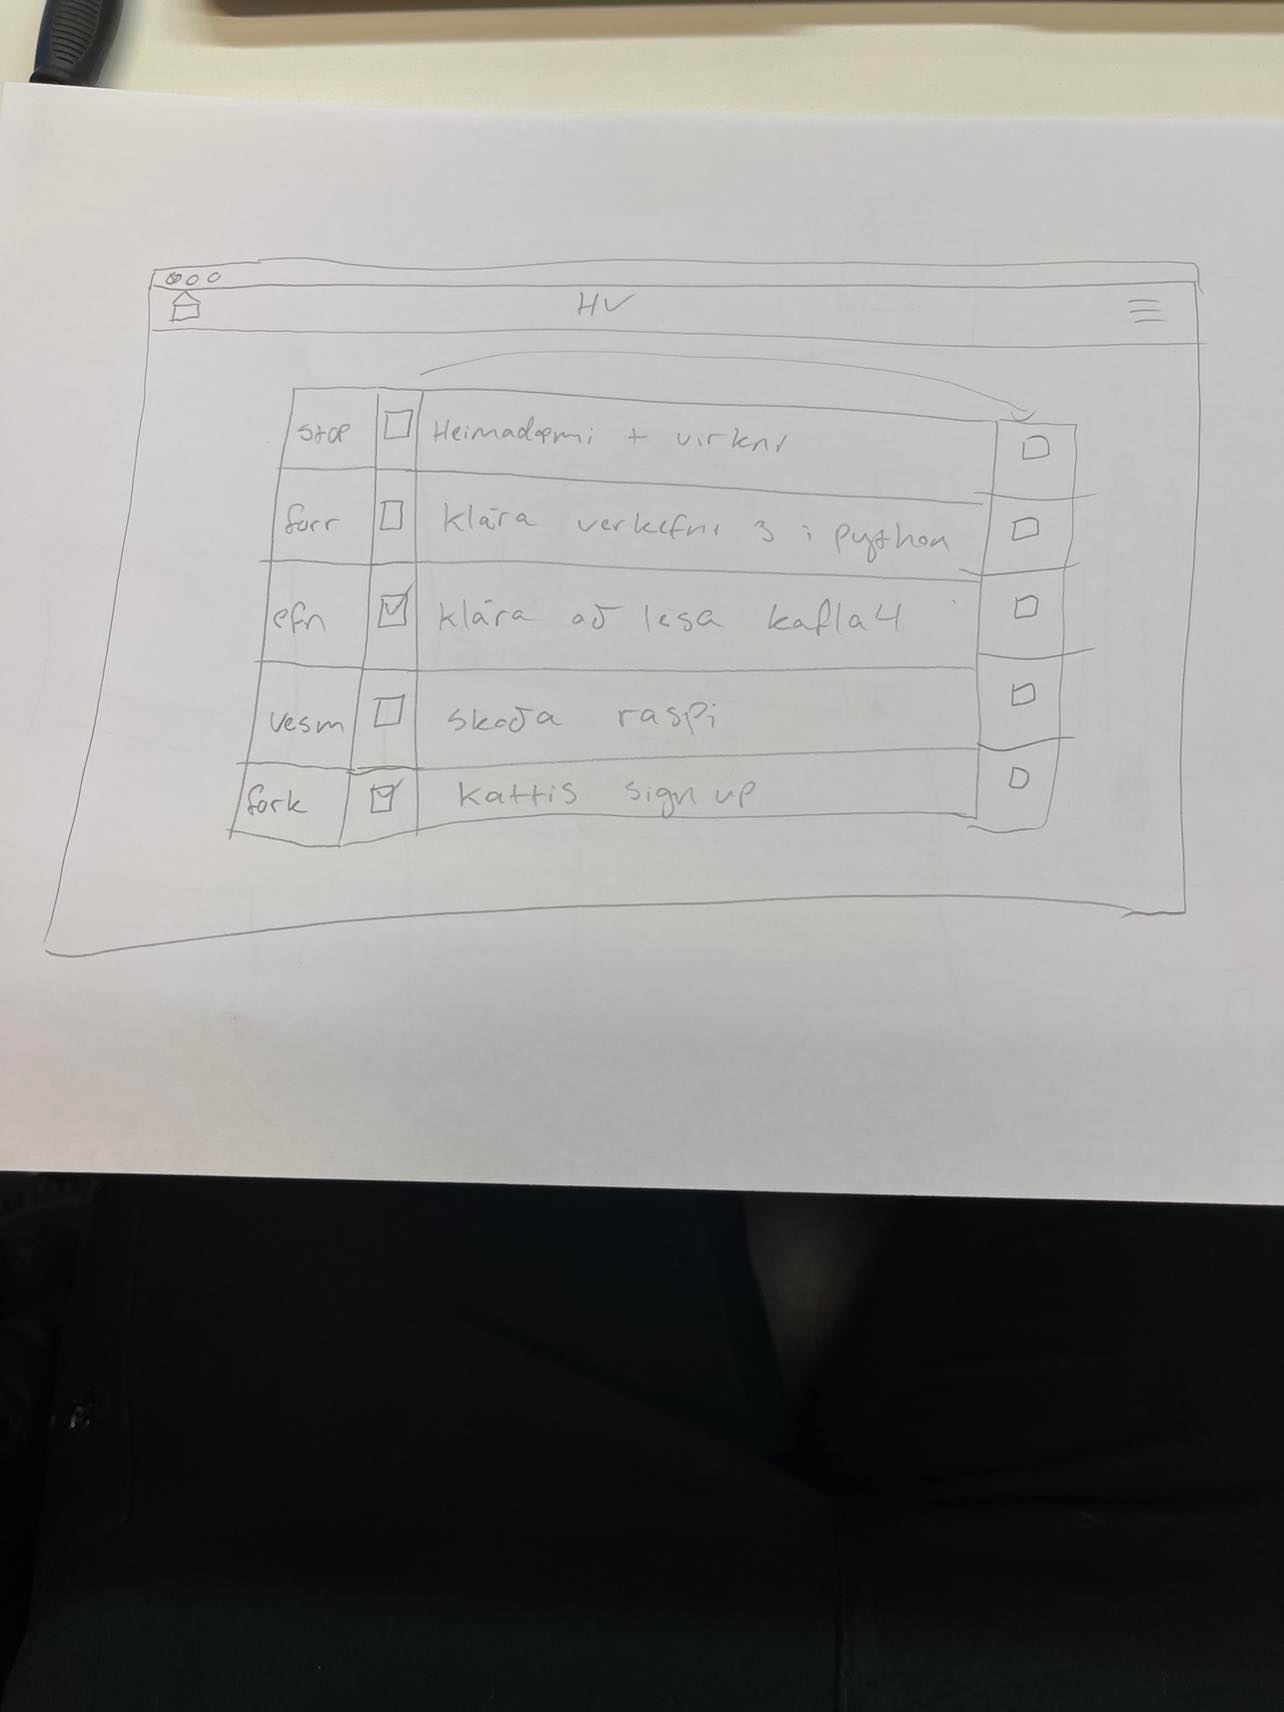 HV
stæ Heimadæmi + virkni
forr klára verkefni 3 í python
efn klára að lesa kafla 4
vesm skoða raspi
fork kattis sign up